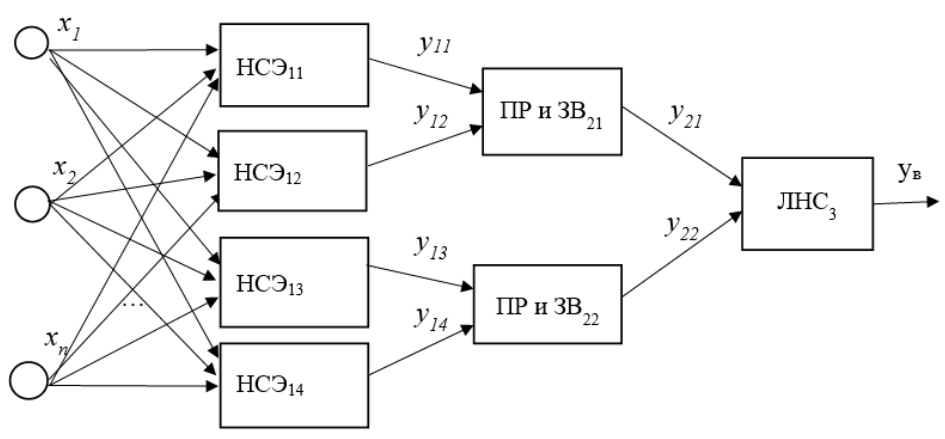 x1
y11
НСЭ11
ПР и ЗВ21
y12
y21
x2
НСЭ12
yв
ЛНС3
y13
y22
НСЭ13
ПР и ЗВ22
...
y14
xn
НСЭ14